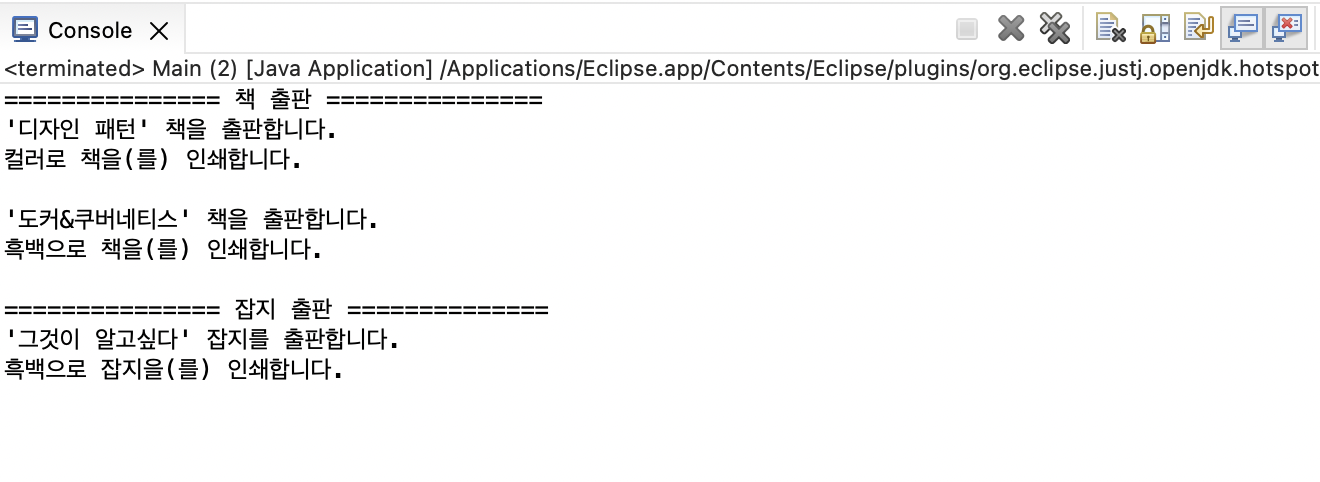 Console
<terminated> Main (2) [Java Application] /Applications/Eclipse.app/Contents/Eclipse/plugins/org.eclipse.justj.openjdk.hotspot
=============== 책 출판 ===============
'디자인 패턴' 책을 출판합니다.
컬러로 책을(를) 인쇄합니다.
'도커&쿠버네티스' 책을 출판합니다.
흑백으로 책을(를) 인쇄합니다.
=============== 잡지 출판 ==============
'그것이 알고싶다' 잡지를 출판합니다.
흑백으로 잡지을(를) 인쇄합니다.